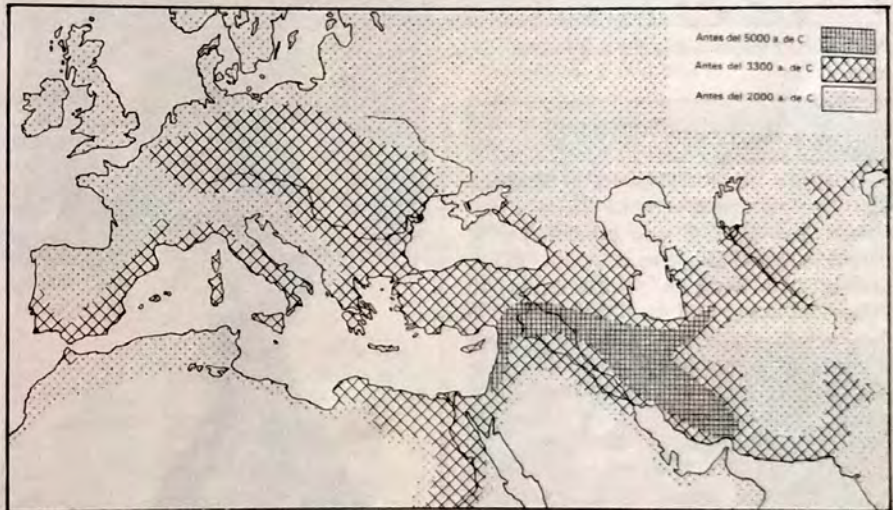 Antes del 5000 a. de C.
Antes del 3300 a. de C.
Antes del 2000 a. de C.